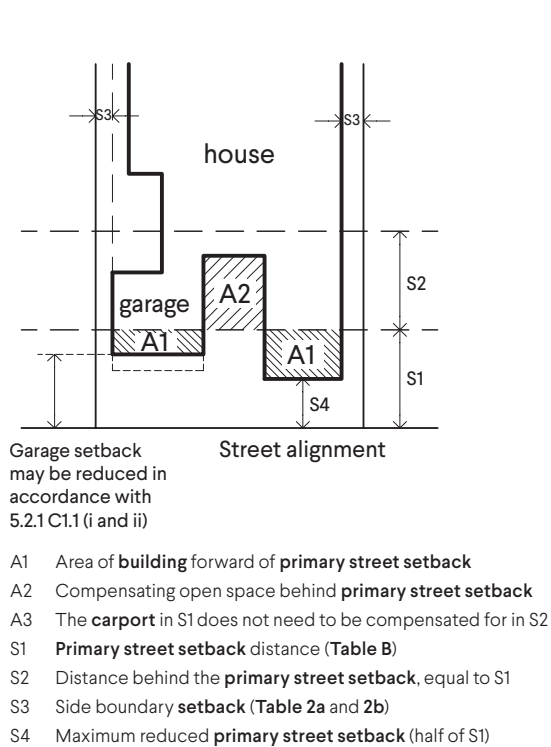 S3
S3
house
S2
A2
garage
A1
A1
S1
S4
Garage setback
may be reduced in
accordance with
5.2.1 C1.1 (i and ii)
Street alignment
A1 Area of building forward of primary street setback
A2 Compensating open space behind primary street setback
A3 The carport in S1 does not need to be compensated for in S2
S1 Primary street setback distance (Table B)
S2 Distance behind the primary street setback, equal to S1
S3 Side boundary setback (Table 2a and 2b)
S4 Maximum reduced primary street setback (half of S1)